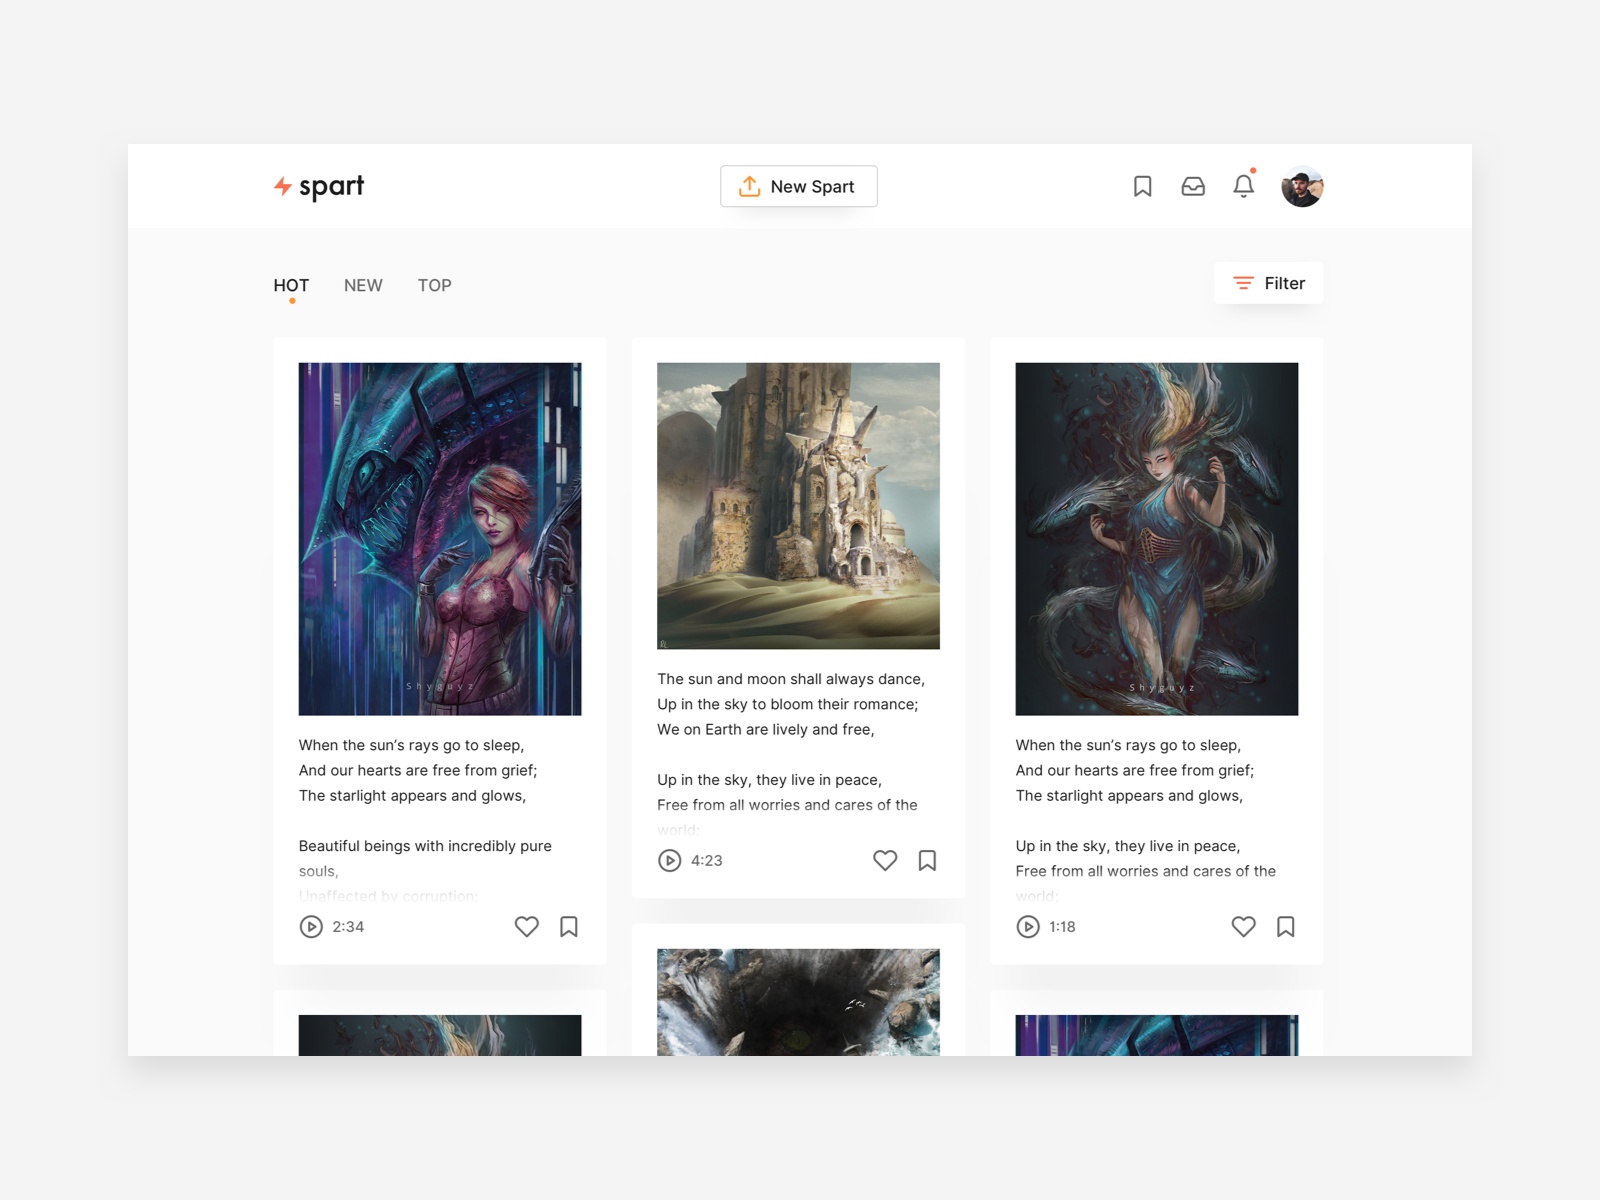 spart
New Spart
HOT NEW TOP
Filter
Shyguyz
When the sun’s rays go to sleep,
And our hearts are free from grief;
The starlight appears and glows,
Beautiful beings with incredibly pure
souls,
Unaffected by corruption;
2:34
The sun and moon shall always dance,
Up in the sky to bloom their romance;
We on Earth are lively and free,
Up in the sky, they live in peace,
Free from all worries and cares of the
world;
4:23
Shyguyz
When the sun’s rays go to sleep,
And our hearts are free from grief;
The starlight appears and glows,
Up in the sky, they live in peace,
Free from all worries and cares of the
world;
1:18